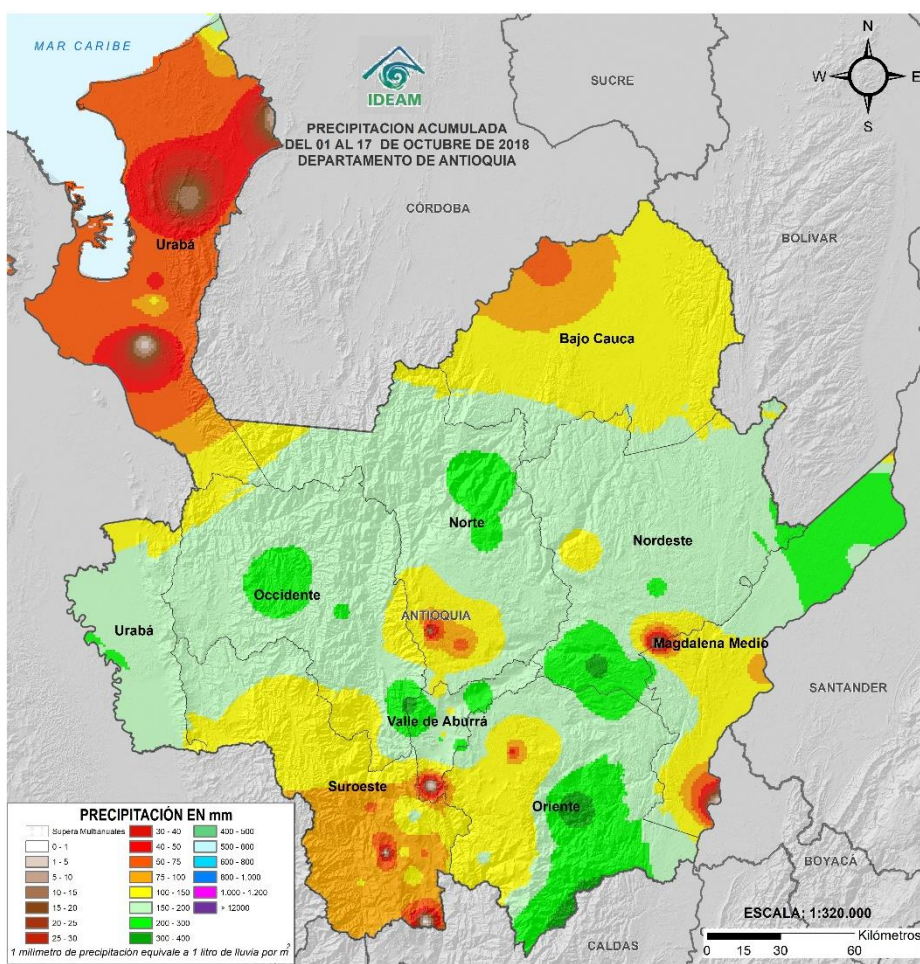 MAR CARIBE
N
W
E
S
IDEAM
PRECIPITACION ACUMULADA
DEL 01 AL 17 DE OCTUBRE DE 2018
DEPARTAMENTO DE ANTIOQUIA
SUCRE
CÓRDOBA
BOLÍVAR
Urabá
Bajo Cauca
Norte
Nordeste
Occidente
ANTIOQUIA
Urabá
Magdalena Medio
SANTANDER
Valle de Aburrá
Suroeste
Oriente
BOYACÁ
CALDAS
PRECIPITACIÓN EN mm
Supera Multianuales
0 - 1
1 - 5
5 - 10
10 - 15
15 - 20
20 - 25
25 - 30
30 - 40
40 - 50
50 - 75
75 - 100
100 - 150
150 - 200
200 - 300
300 - 400
400 - 500
500 - 600
600 - 800
800 - 1.000
1.000 - 1.200
> 12000
1 milimetro de precipitación equivale a 1 litro de lluvia por m²
ESCALA: 1:320.000
Kilómetros
0 15 30 60